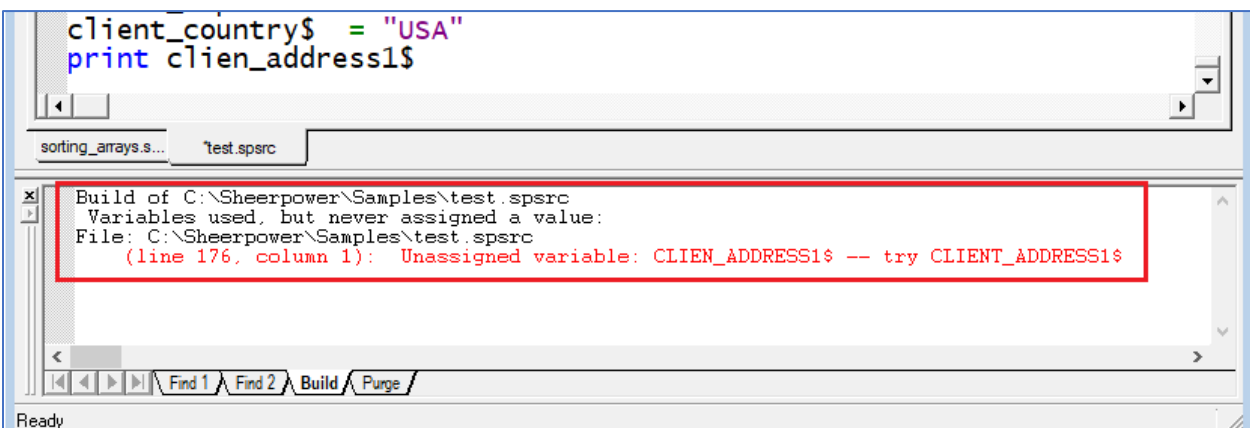 client_country$  = "USA"
print clien_address1$
sorting_arrays.s... *test.spsrc
Build of C:\Sheerpower\Samples\test.spsrc
Variables used, but never assigned a value:
File: C:\Sheerpower\Samples\test.spsrc
(line 176, column 1):  Unassigned variable: CLIEN_ADDRESS1$ -- try CLIENT_ADDRESS1$
Find 1 Find 2 Build Purge
Ready